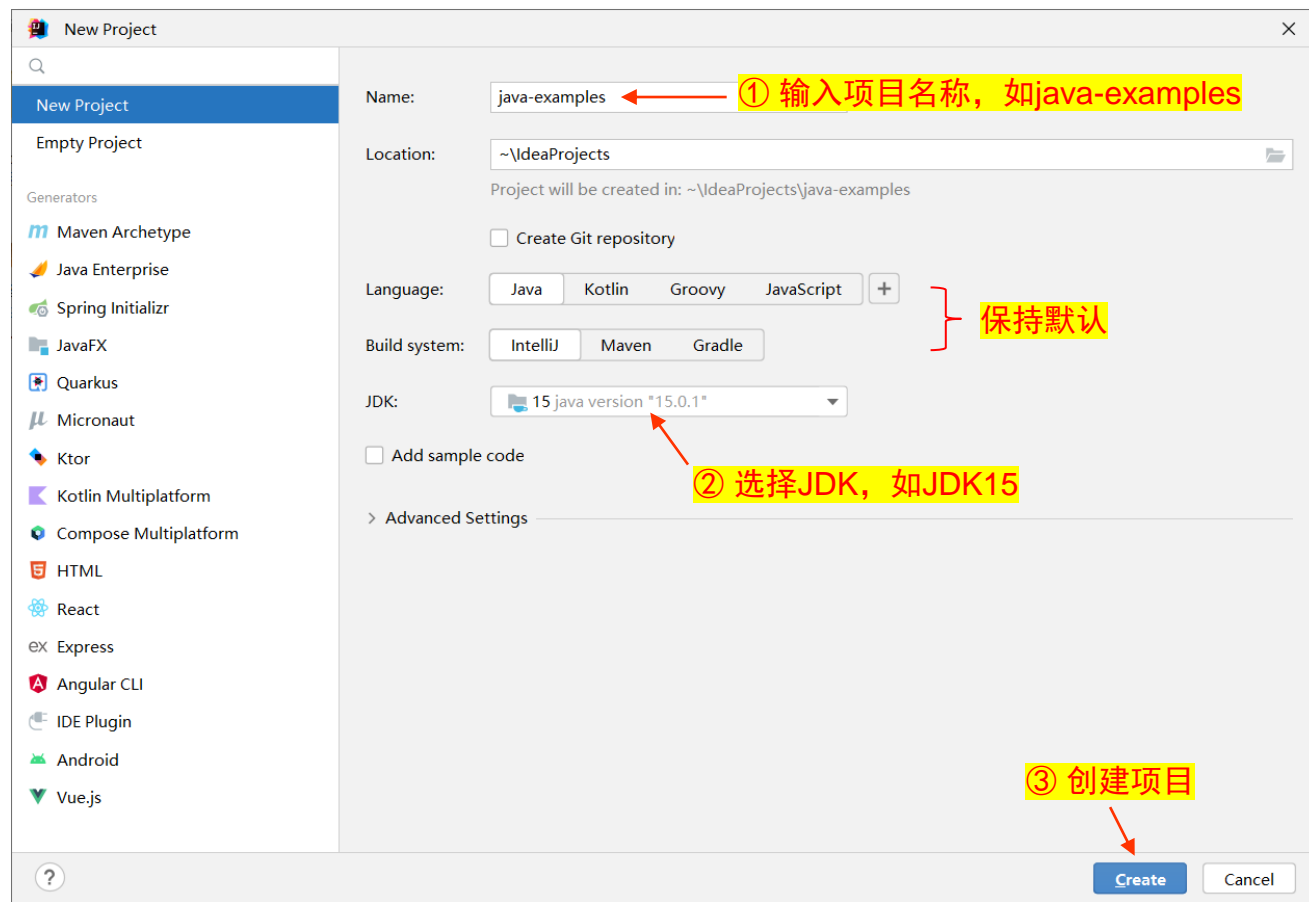 New Project
New Project
Empty Project
Generators
Maven Archetype
Java Enterprise
Spring Initializr
JavaFX
Quarkus
Micronaut
Ktor
Kotlin Multiplatform
Compose Multiplatform
HTML
React
ex Express
Angular CLI
IDE Plugin
Android
Vue.js
Name: java-examples ① 输入项目名称，如java-examples
Location: ~\IdeaProjects
Project will be created in: ~\IdeaProjects\java-examples
Create Git repository
Language: Java Kotlin Groovy JavaScript +
保持默认
Build system: IntelliJ Maven Gradle
JDK: 15 java version "15.0.1"
Add sample code
② 选择JDK，如JDK15
Advanced Settings
③ 创建项目
? Create Cancel